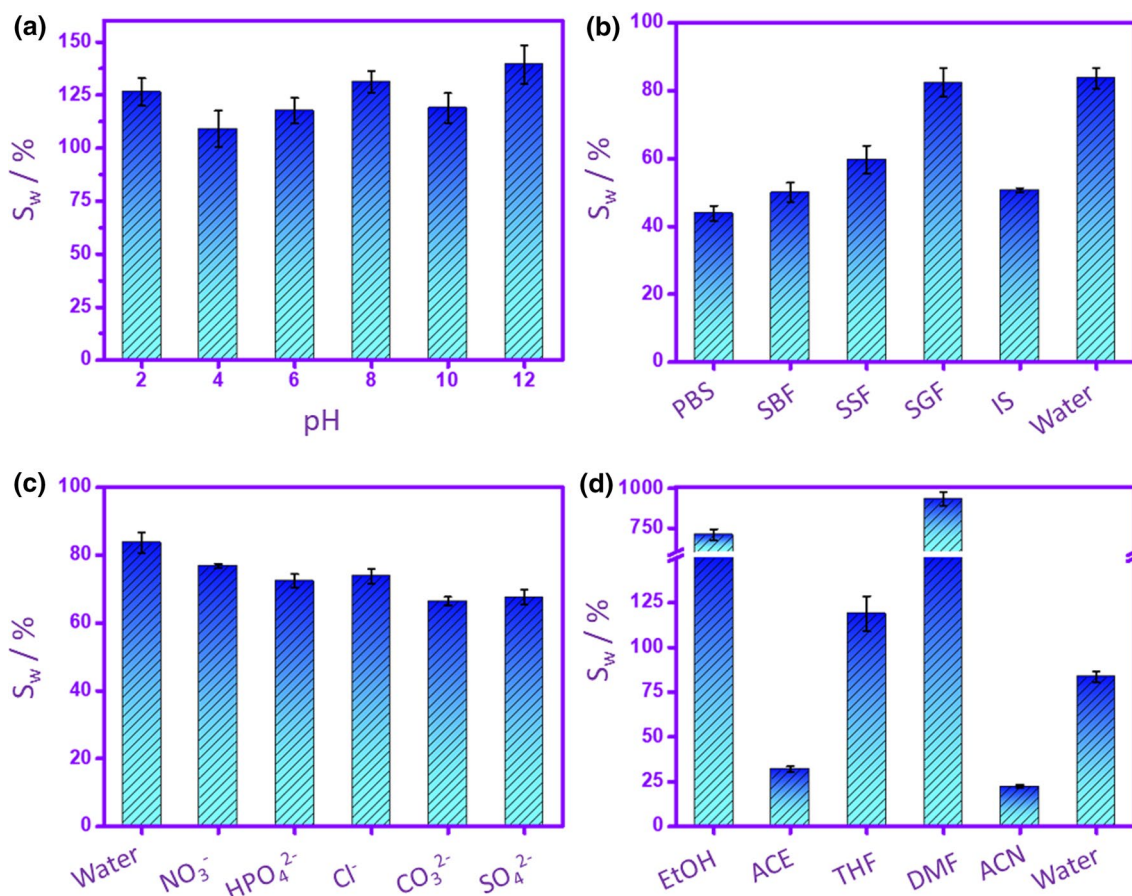 (a)
150
125
100
75
50
25
0
S_w / %
2 4 6 8 10 12
pH
(b)
100
80
60
40
20
0
S_w / %
PBS SBF SSF SGF IS Water
(c)
100
80
60
40
20
0
S_w / %
Water NO₃⁻ HPO₄²⁻ Cl⁻ CO₃²⁻ SO₄²⁻
(d)
1000
750
125
100
75
50
25
0
S_w / %
EtOH ACE THF DMF ACN Water